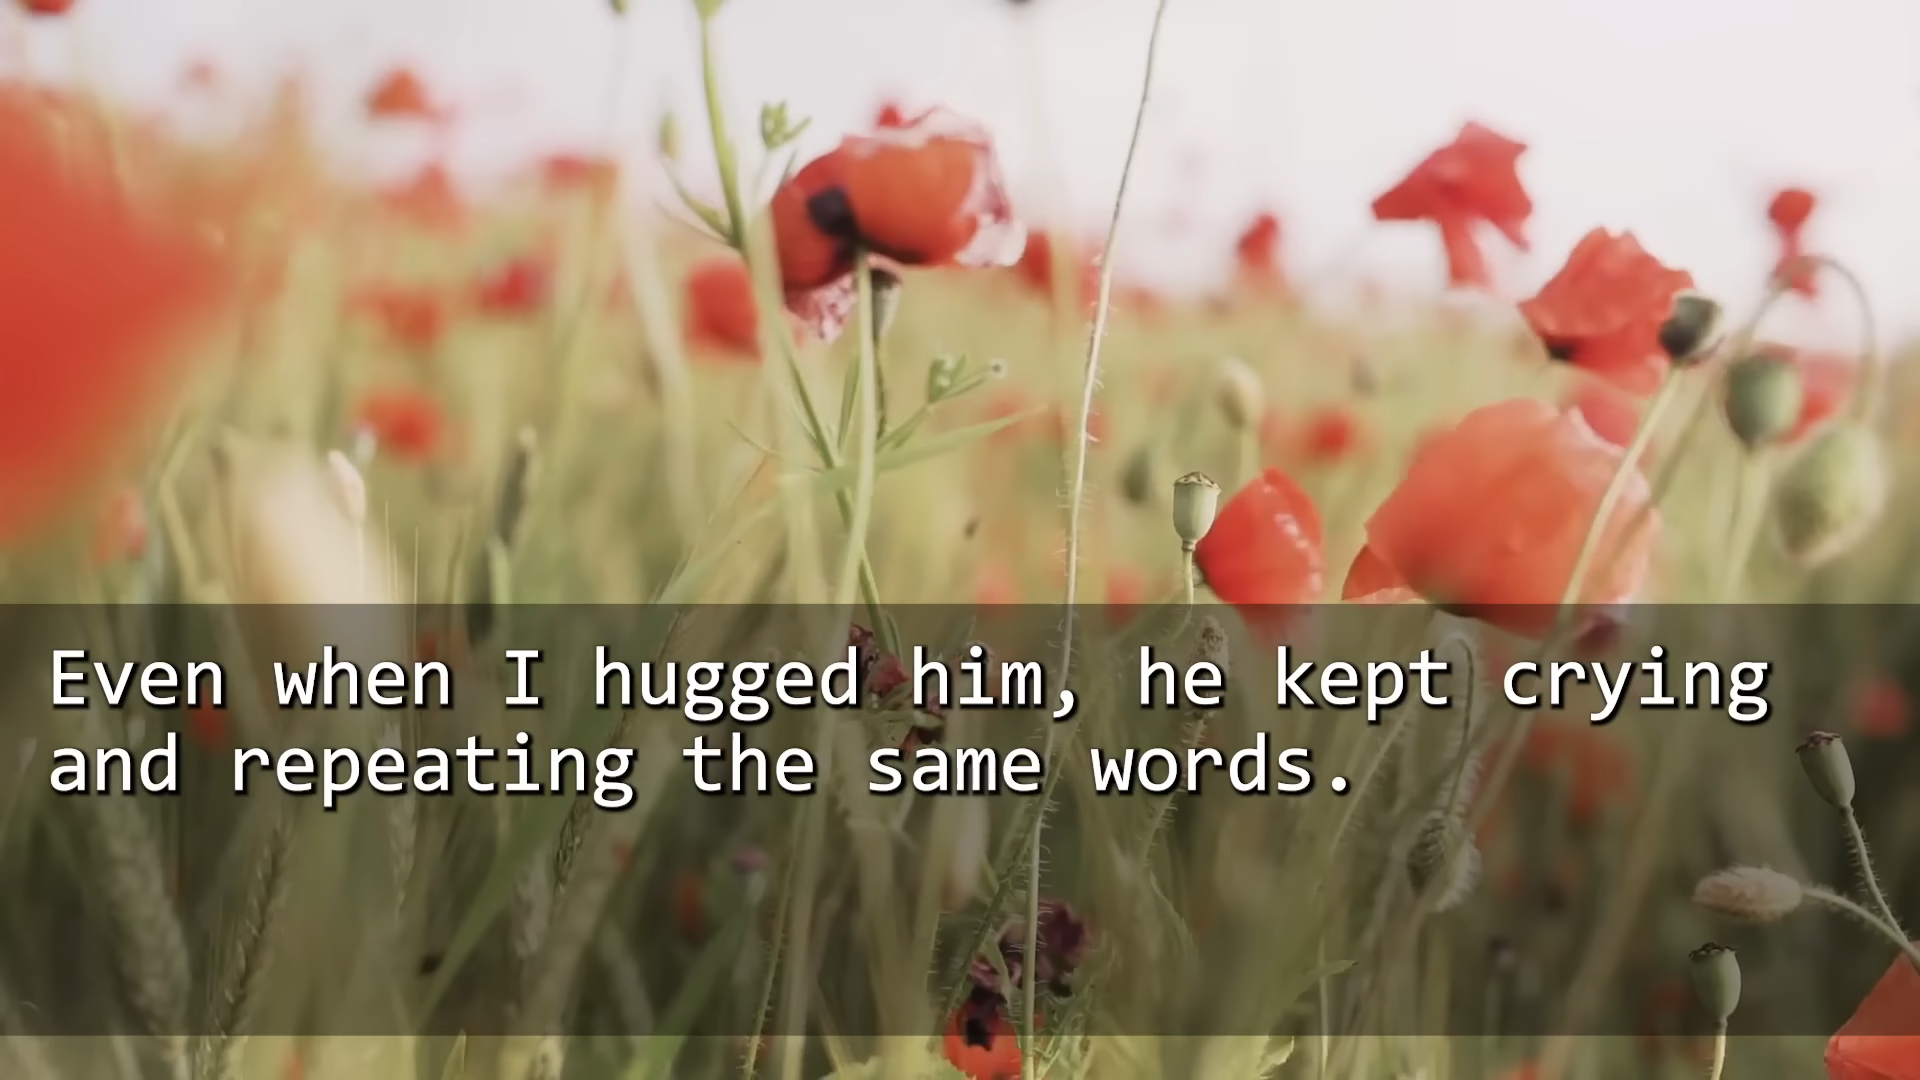 Even when I hugged him, he kept crying
and repeating the same words.